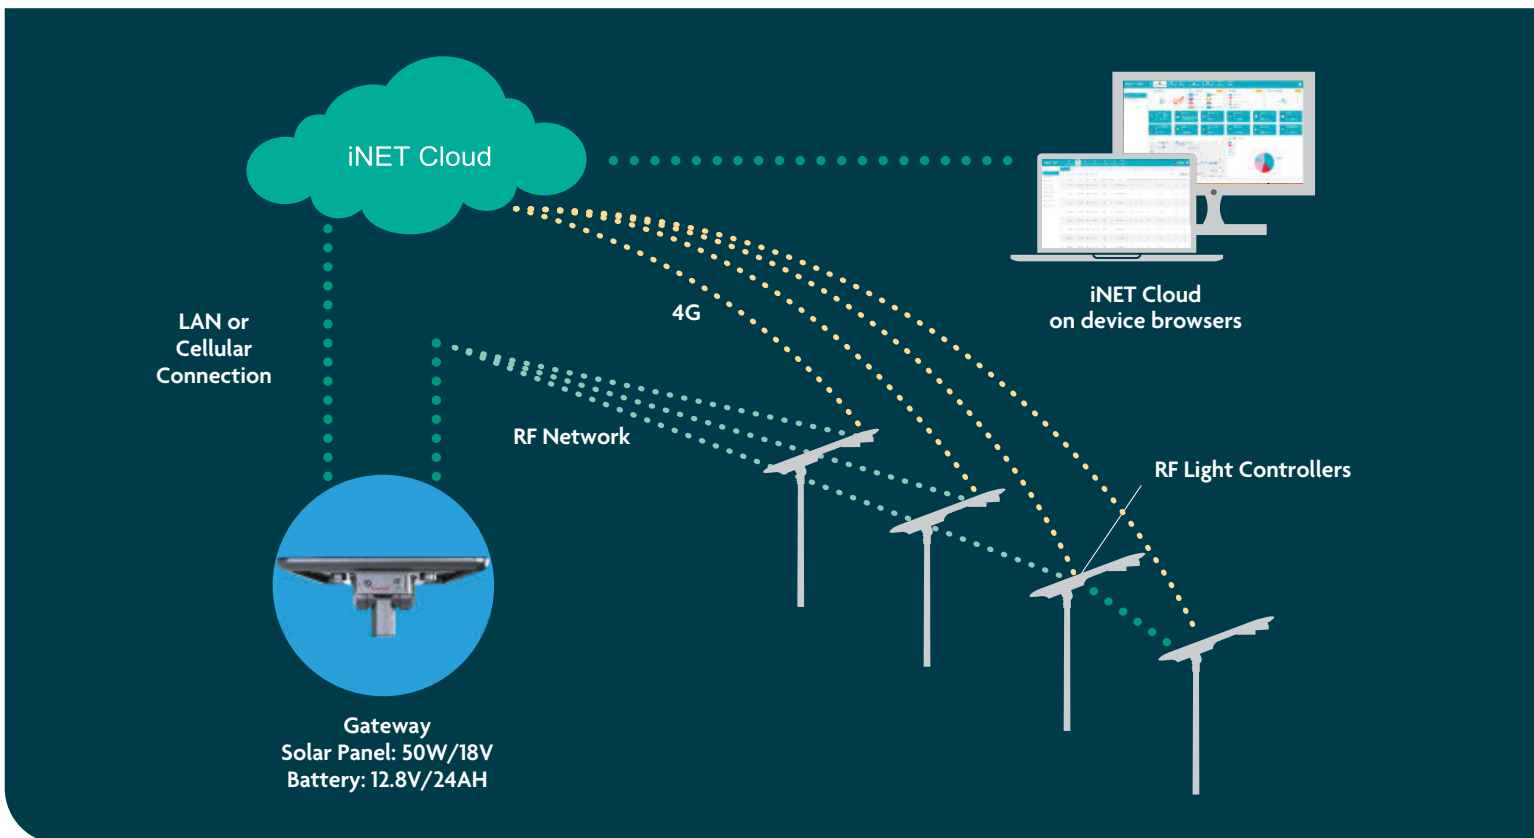 iNET Cloud
iNET Cloud
on device browsers
LAN or
Cellular
Connection
4G
RF Network
RF Light Controllers
Gateway
Solar Panel: 50W/18V
Battery: 12.8V/24AH